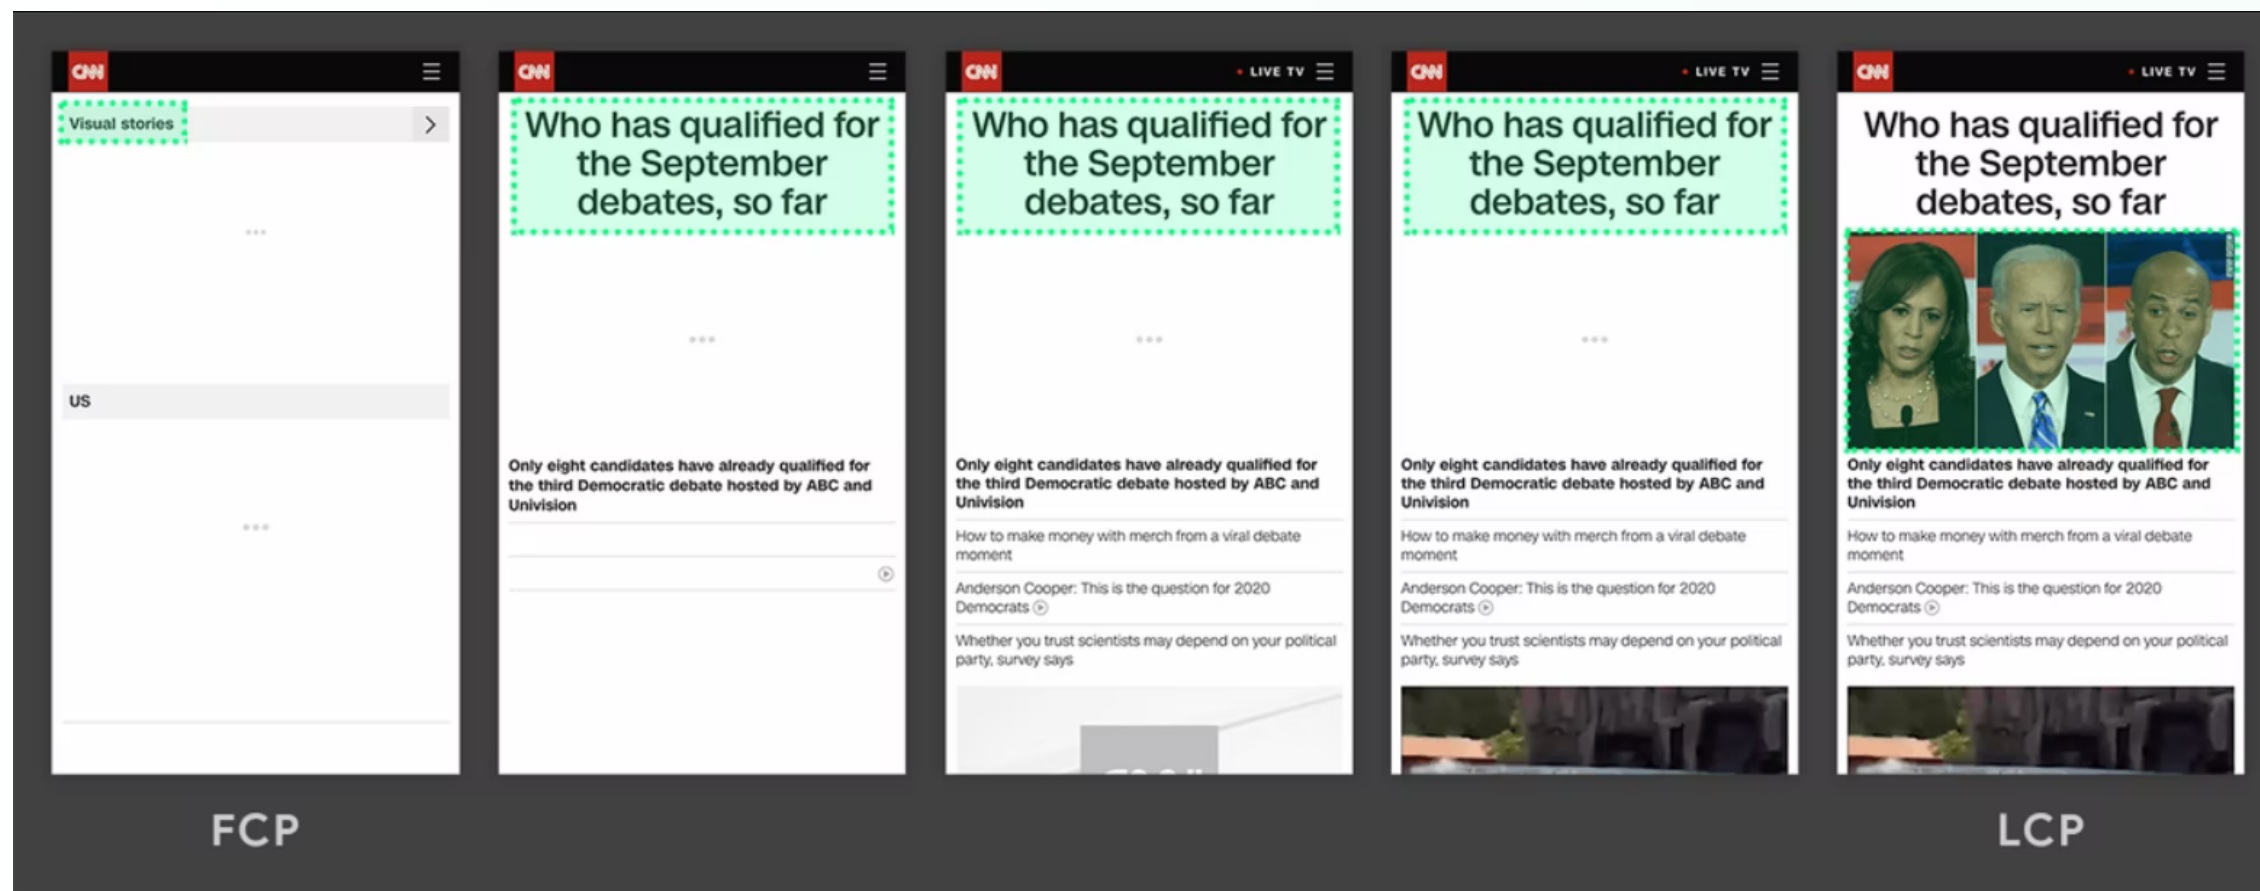 CNN
Visual stories
US
CNN
Who has qualified for
the September
debates, so far
Only eight candidates have already qualified for
the third Democratic debate hosted by ABC and
Univision
CNN
LIVE TV
Who has qualified for
the September
debates, so far
Only eight candidates have already qualified for
the third Democratic debate hosted by ABC and
Univision
How to make money with merch from a viral debate
moment
Anderson Cooper: This is the question for 2020
Democrats
Whether you trust scientists may depend on your political
party, survey says
CNN
LIVE TV
Who has qualified for
the September
debates, so far
Only eight candidates have already qualified for
the third Democratic debate hosted by ABC and
Univision
How to make money with merch from a viral debate
moment
Anderson Cooper: This is the question for 2020
Democrats
Whether you trust scientists may depend on your political
party, survey says
CNN
LIVE TV
Who has qualified for
the September
debates, so far
Only eight candidates have already qualified for
the third Democratic debate hosted by ABC and
Univision
How to make money with merch from a viral debate
moment
Anderson Cooper: This is the question for 2020
Democrats
Whether you trust scientists may depend on your political
party, survey says
FCP
LCP